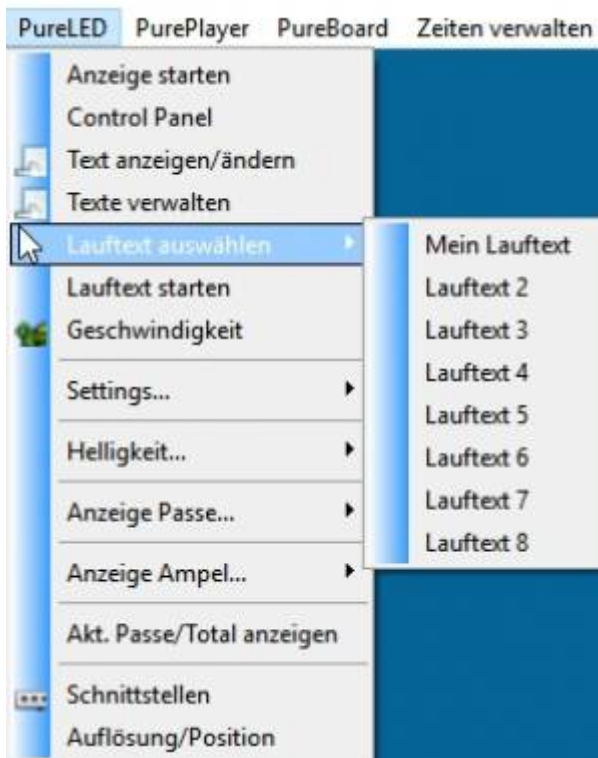 PureLED PurePlayer PureBoard Zeiten verwalten
Anzeige starten
Control Panel
Text anzeigen/ändern
Texte verwalten
Lauftext auswählen
Lauftext starten
Geschwindigkeit
Settings...
Helligkeit...
Anzeige Passe...
Anzeige Ampel...
Akt. Passe/Total anzeigen
Schnittstellen
Auflösung/Position
Mein Lauftext
Lauftext 2
Lauftext 3
Lauftext 4
Lauftext 5
Lauftext 6
Lauftext 7
Lauftext 8